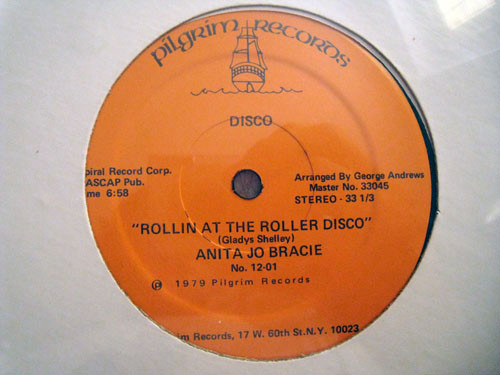 pilgrim records
DISCO
piral Record Corp.
ASCAP Pub.
me 6:58
Arranged By George Andrews
Master No. 33045
STEREO - 33 1/3
"ROLLIN AT THE ROLLER DISCO"
(Gladys Shelley)
ANITA JO BRACIE
No. 12-01
℗ 1979 Pilgrim Records
im Records, 17 W. 60th St.N.Y. 10023